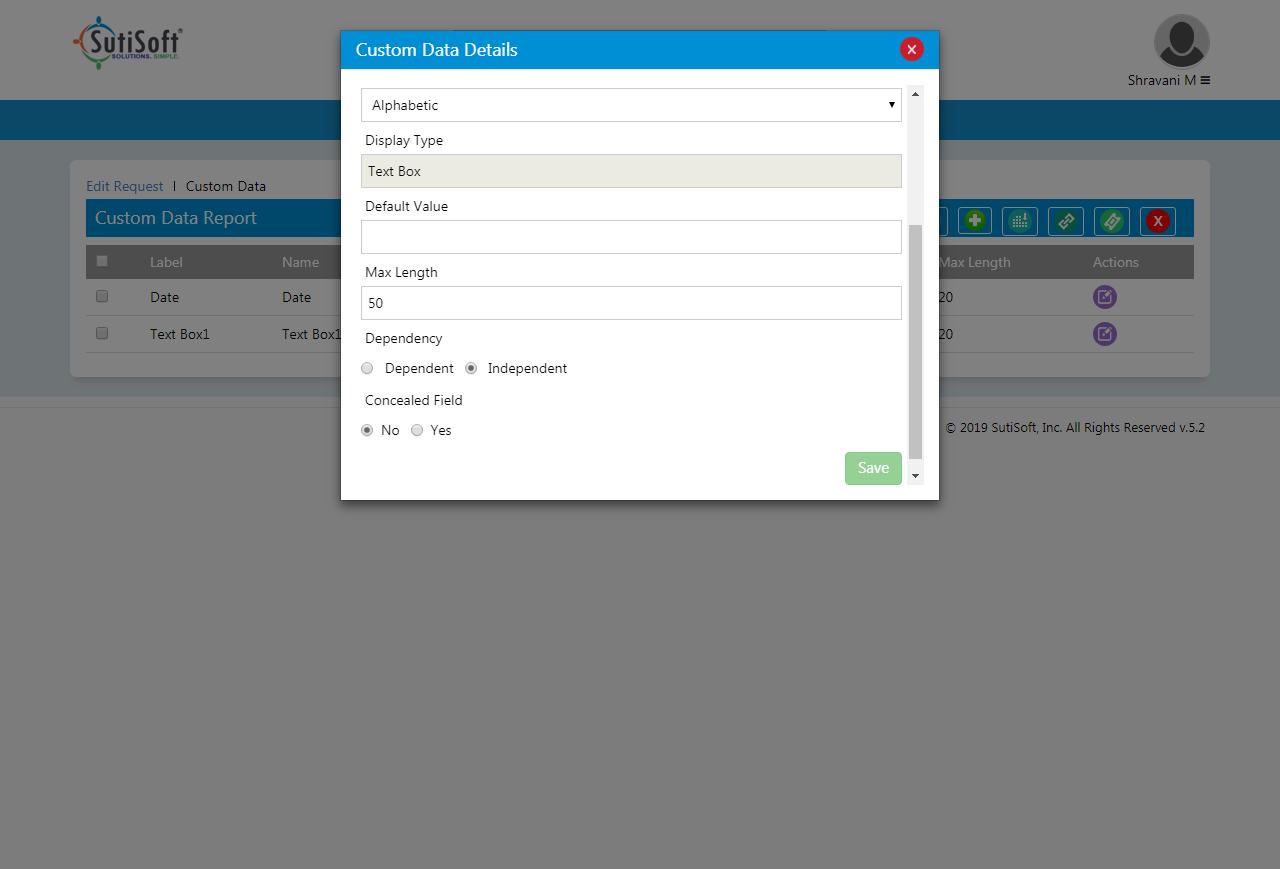 SutiSoft®
SOLUTIONS. SIMPLE.
Shravani M
Custom Data Details
X
Alphabetic
Display Type
Text Box
Default Value
Max Length
50
Dependency
Dependent Independent
Concealed Field
No Yes
Save
Edit Request | Custom Data
Custom Data Report
X
Label Name Max Length Actions
Date Date 20
Text Box1 Text Box1 20
© 2019 SutiSoft, Inc. All Rights Reserved v.5.2